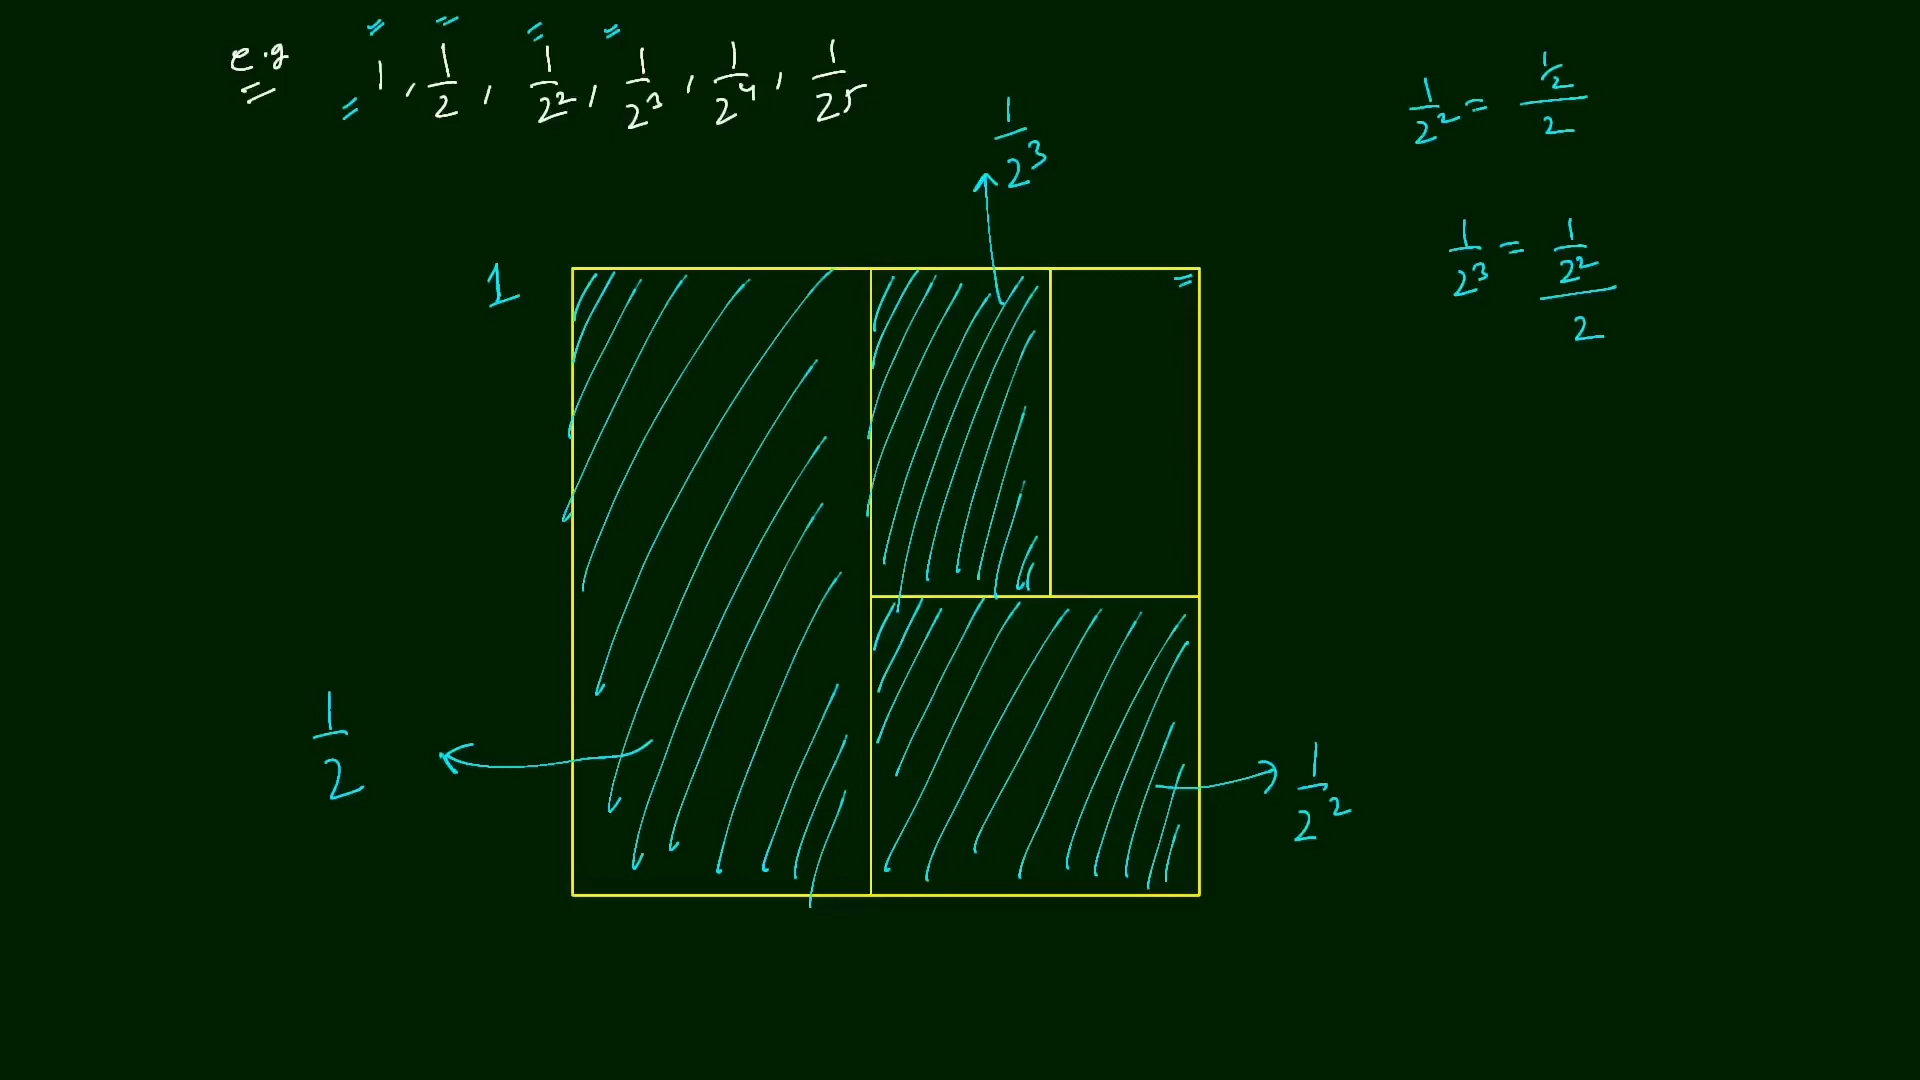 e.g 1, 1/2, 1/2², 1/2³, 1/2⁴, 1/2⁵
1/2² = (1/2)/2
1/2³
1/2³ = (1/2²)/2
1
1/2
1/2²